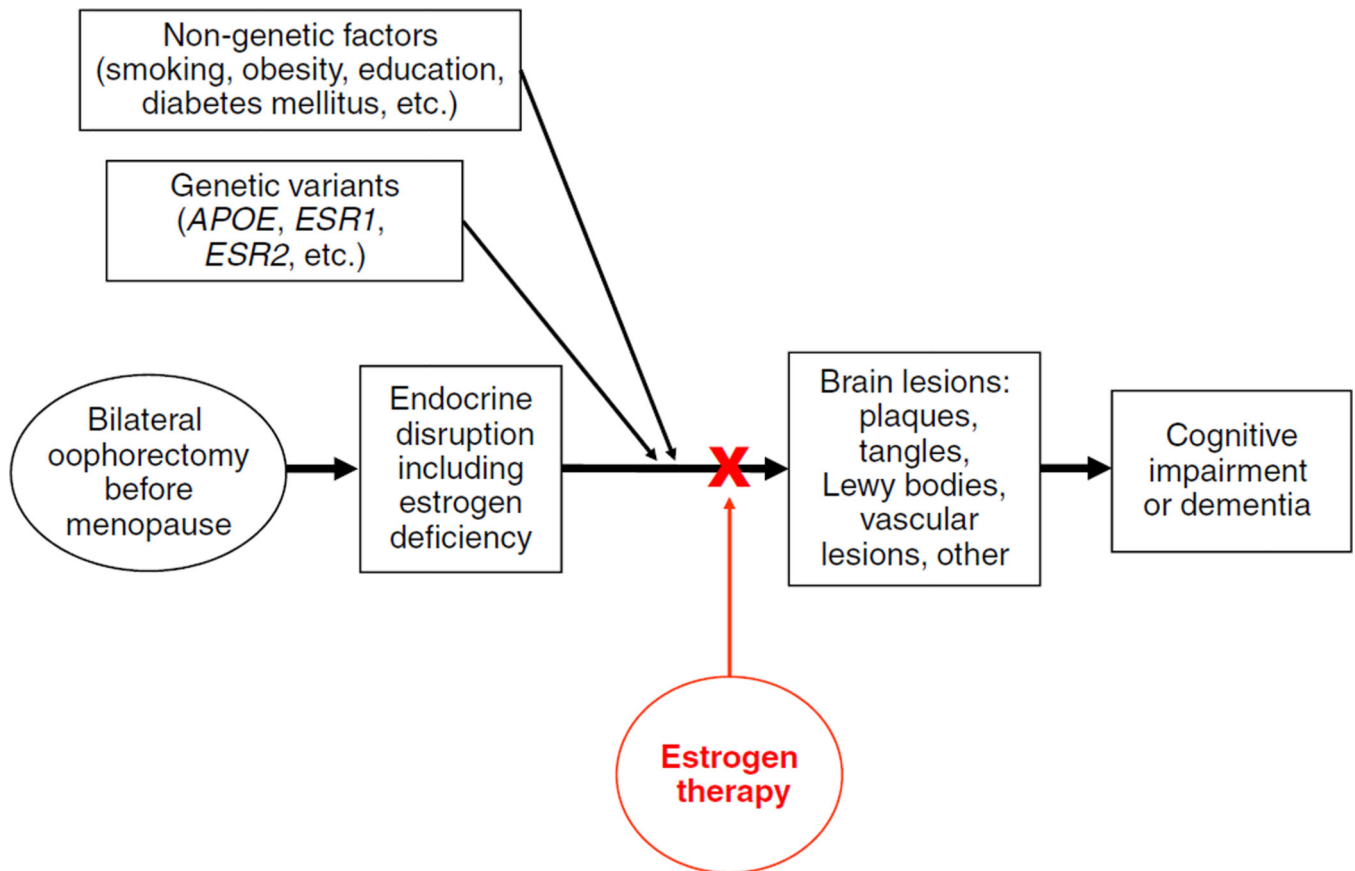 Non-genetic factors
(smoking, obesity, education,
diabetes mellitus, etc.)
Genetic variants
(APOE, ESR1,
ESR2, etc.)
Bilateral
oophorectomy
before
menopause
Endocrine
disruption
including
estrogen
deficiency
X
Brain lesions:
plaques,
tangles,
Lewy bodies,
vascular
lesions, other
Cognitive
impairment
or dementia
Estrogen
therapy